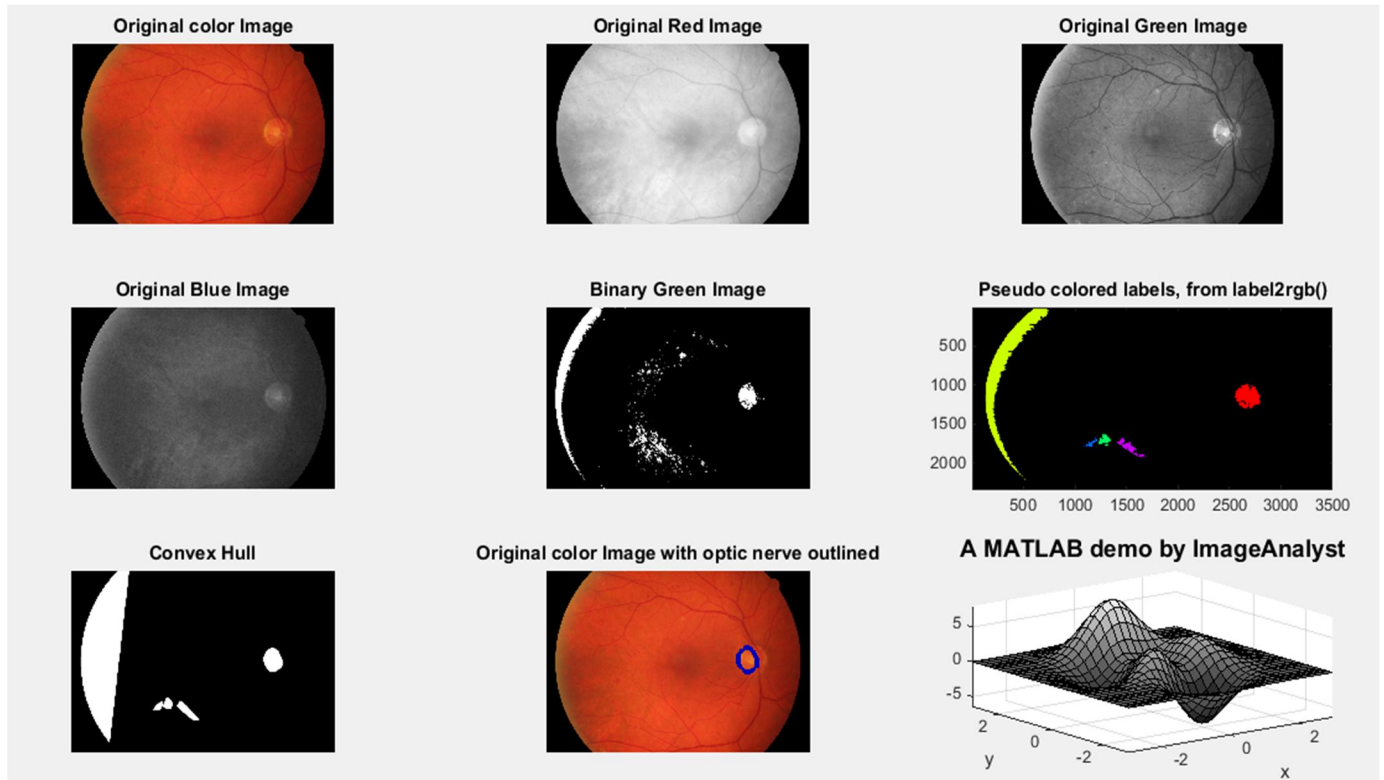 Original color Image
Original Red Image
Original Green Image
Original Blue Image
Binary Green Image
Pseudo colored labels, from label2rgb()
500
1000
1500
2000
500 1000 1500 2000 2500 3000 3500
Convex Hull
Original color Image with optic nerve outlined
A MATLAB demo by ImageAnalyst
5
0
-5
2
0
-2
y
-2
0
2
x